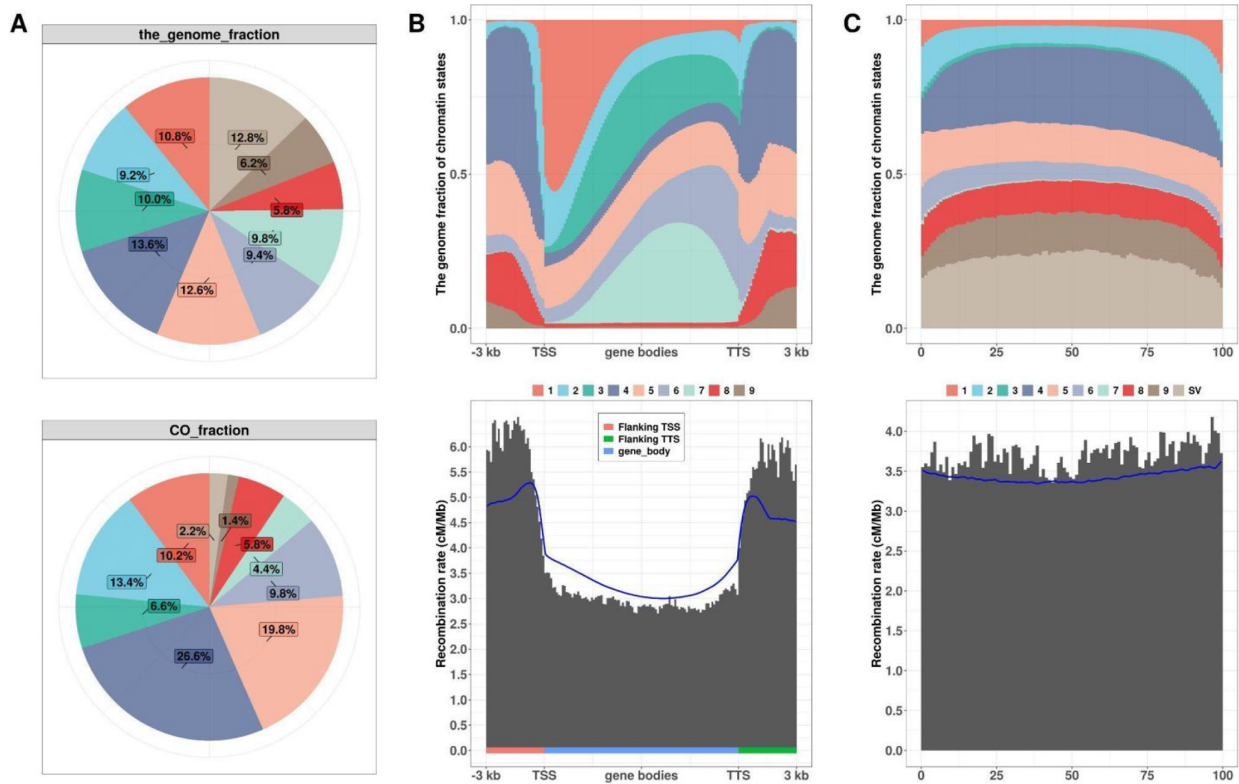 A
the_genome_fraction
12.8%
6.2%
5.8%
9.8%
9.4%
12.6%
13.6%
10.0%
9.2%
10.8%
CO_fraction
2.2%
1.4%
5.8%
4.4%
9.8%
19.8%
26.6%
6.6%
13.4%
10.2%
B
The genome fraction of chromatin states
1.0
0.5
0.0
-3 kb TSS gene bodies TTS 3 kb
1 2 3 4 5 6 7 8 9
Recombination rate (cM/Mb)
6.0
5.5
5.0
4.5
4.0
3.5
3.0
2.5
2.0
1.5
1.0
0.5
0.0
Flanking TSS
Flanking TTS
gene_body
-3 kb TSS gene bodies TTS 3 kb
C
The genome fraction of chromatin states
1.0
0.5
0.0
0 25 50 75 100
1 2 3 4 5 6 7 8 9 SV
Recombination rate (cM/Mb)
4.0
3.5
3.0
2.5
2.0
1.5
1.0
0.5
0.0
0 25 50 75 100